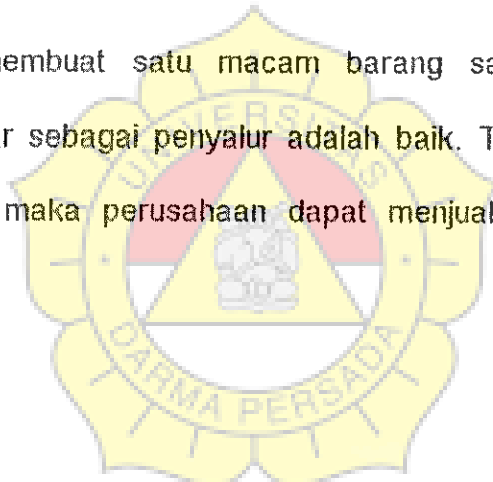 membuat satu macam barang sa
r sebagai penyalur adalah baik. T
maka perusahaan dapat menjual
UNIVERSITAS
DARMA PERSADA